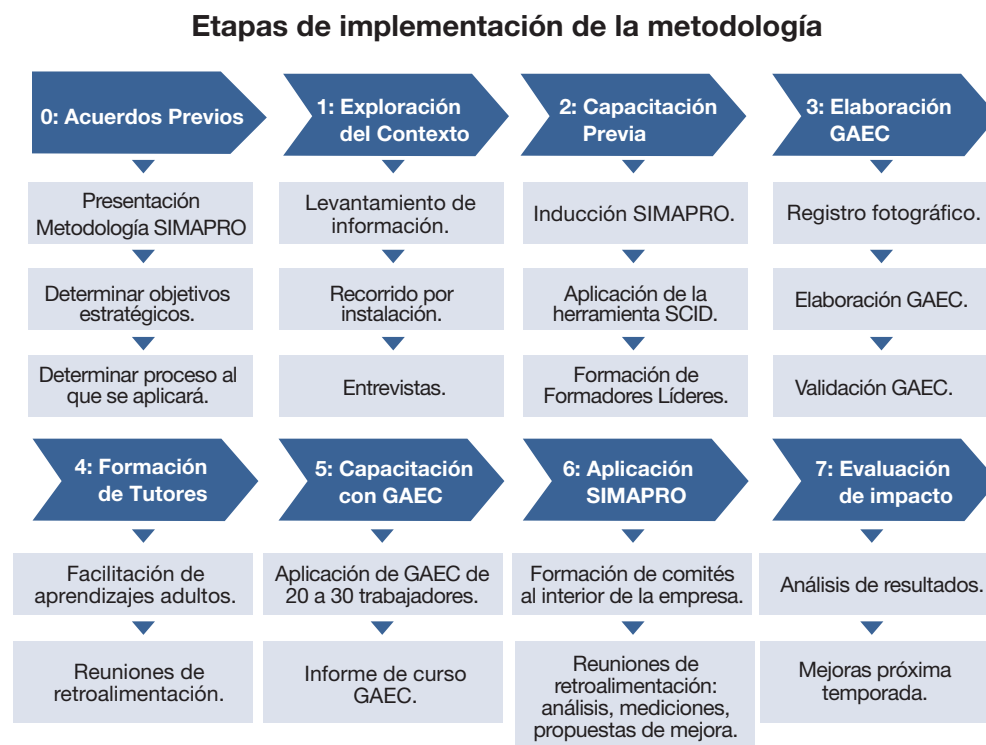 Etapas de implementación de la metodología
0: Acuerdos Previos
Presentación
Metodología SIMAPRO
Determinar objetivos
estratégicos.
Determinar proceso al
que se aplicará.
1: Exploración
del Contexto
Levantamiento de
información.
Recorrido por
instalación.
Entrevistas.
2: Capacitación
Previa
Inducción SIMAPRO.
Aplicación de la
herramienta SCID.
Formación de
Formadores Líderes.
3: Elaboración
GAEC
Registro fotográfico.
Elaboración GAEC.
Validación GAEC.
4: Formación
de Tutores
Facilitación de
aprendizajes adultos.
Reuniones de
retroalimentación.
5: Capacitación
con GAEC
Aplicación de GAEC de
20 a 30 trabajadores.
Informe de curso
GAEC.
6: Aplicación
SIMAPRO
Formación de comités
al interior de la empresa.
Reuniones de
retroalimentación:
análisis, mediciones,
propuestas de mejora.
7: Evaluación
de impacto
Análisis de resultados.
Mejoras próxima
temporada.